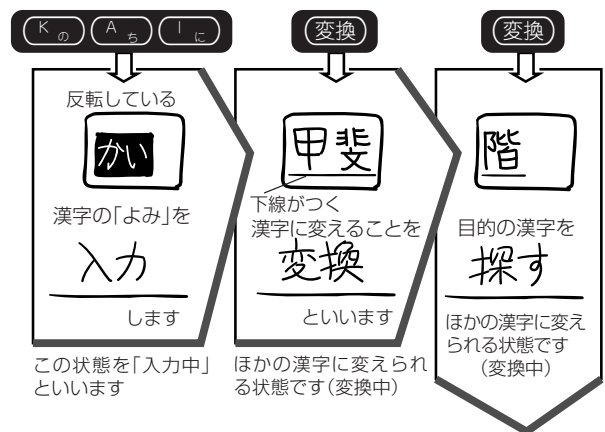 K の A ち I に
反転している
かい
漢字の「よみ」を
入力
します
この状態を「入力中」
といいます
変換
甲斐
下線がつく
漢字に変えることを
変換
といいます
ほかの漢字に変えられ
る状態です（変換中）
変換
階
目的の漢字を
探す
ほかの漢字に変え
られる状態です
（変換中）